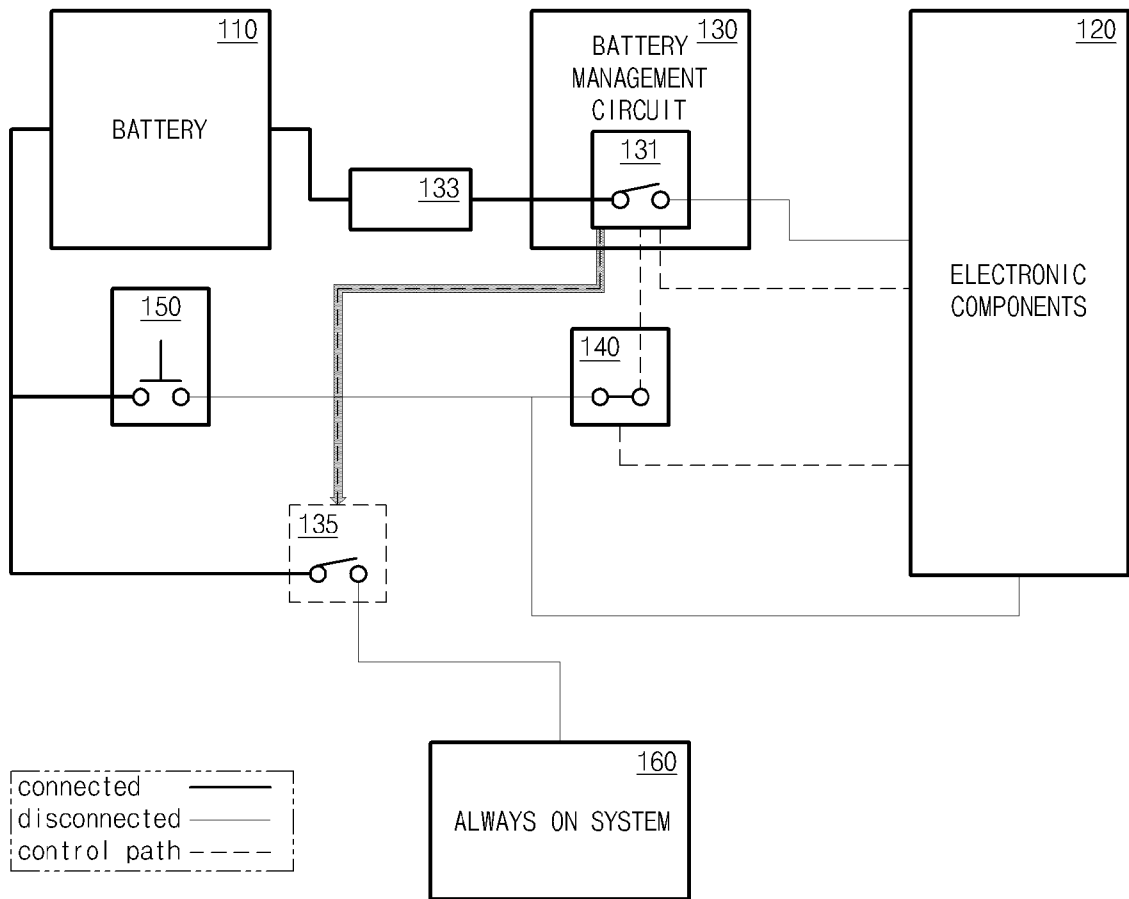 110
BATTERY
130
BATTERY
MANAGEMENT
CIRCUIT
131
120
ELECTRONIC
COMPONENTS
133
150
140
135
160
ALWAYS ON SYSTEM
connected
disconnected
control path